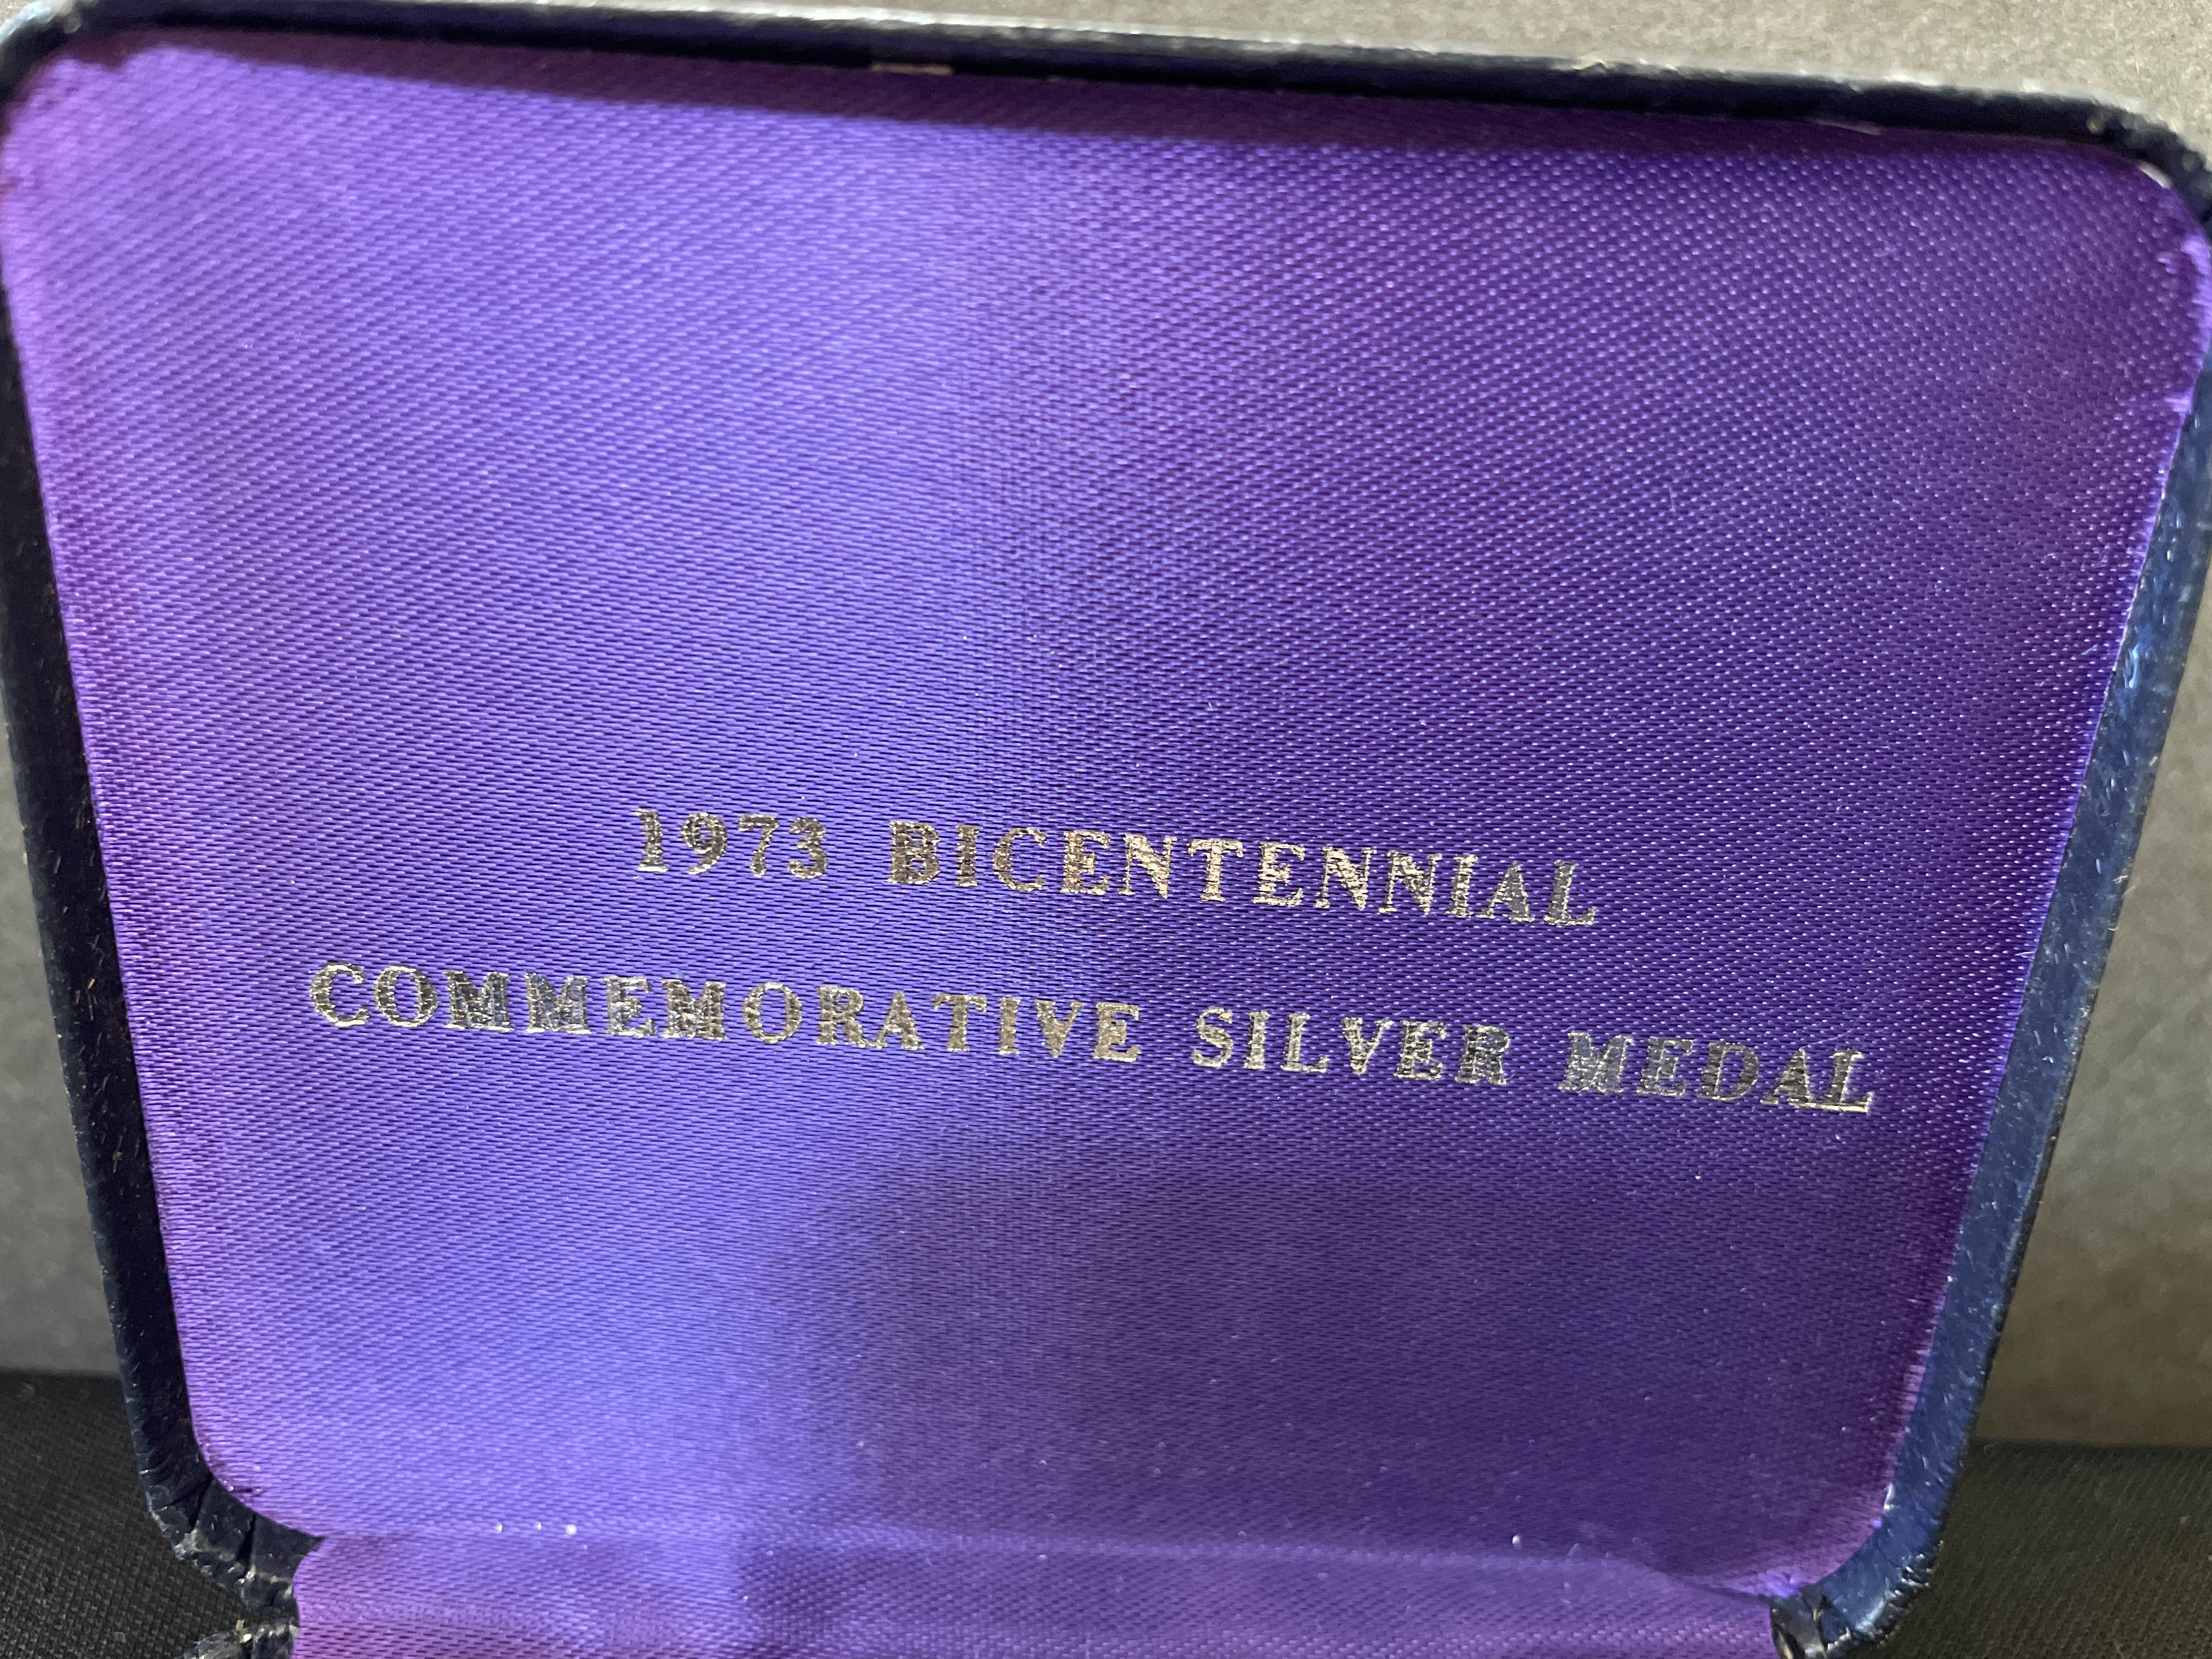 1973 BICENTENNIAL
COMMEMORATIVE SILVER MEDAL